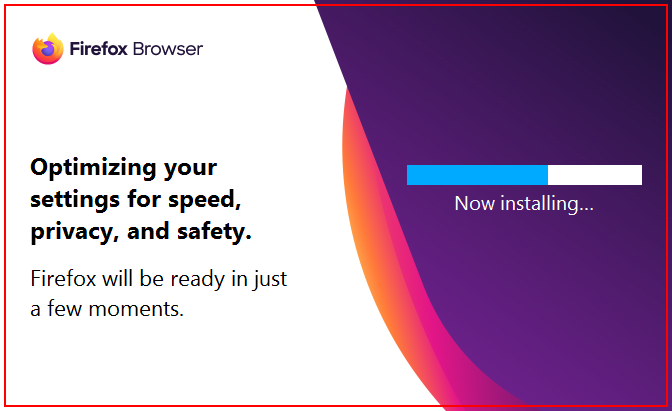 Firefox Browser
Optimizing your
settings for speed,
privacy, and safety.
Firefox will be ready in just
a few moments.
Now installing...